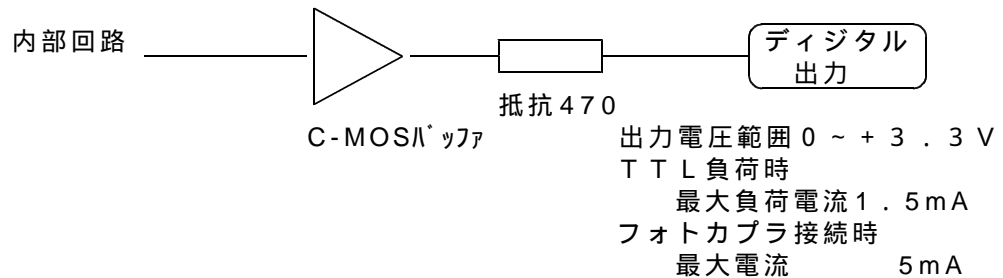 内部回路
ディジタル
出力
抵抗470
C-MOSﾊﾞｯﾌｧ
出力電圧範囲0~+3.3V
TTL負荷時
最大負荷電流1.5mA
フォトカプラ接続時
最大電流 5mA